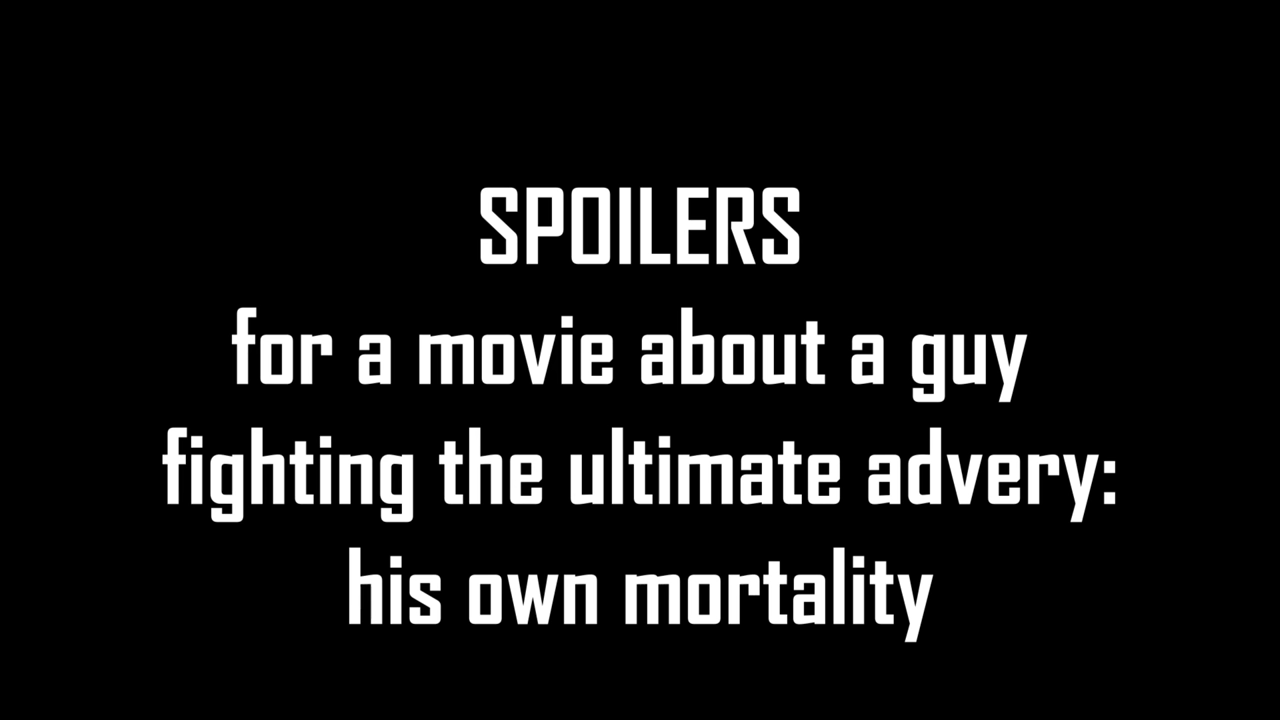 SPOILERS
for a movie about a guy
fighting the ultimate advery:
his own mortality